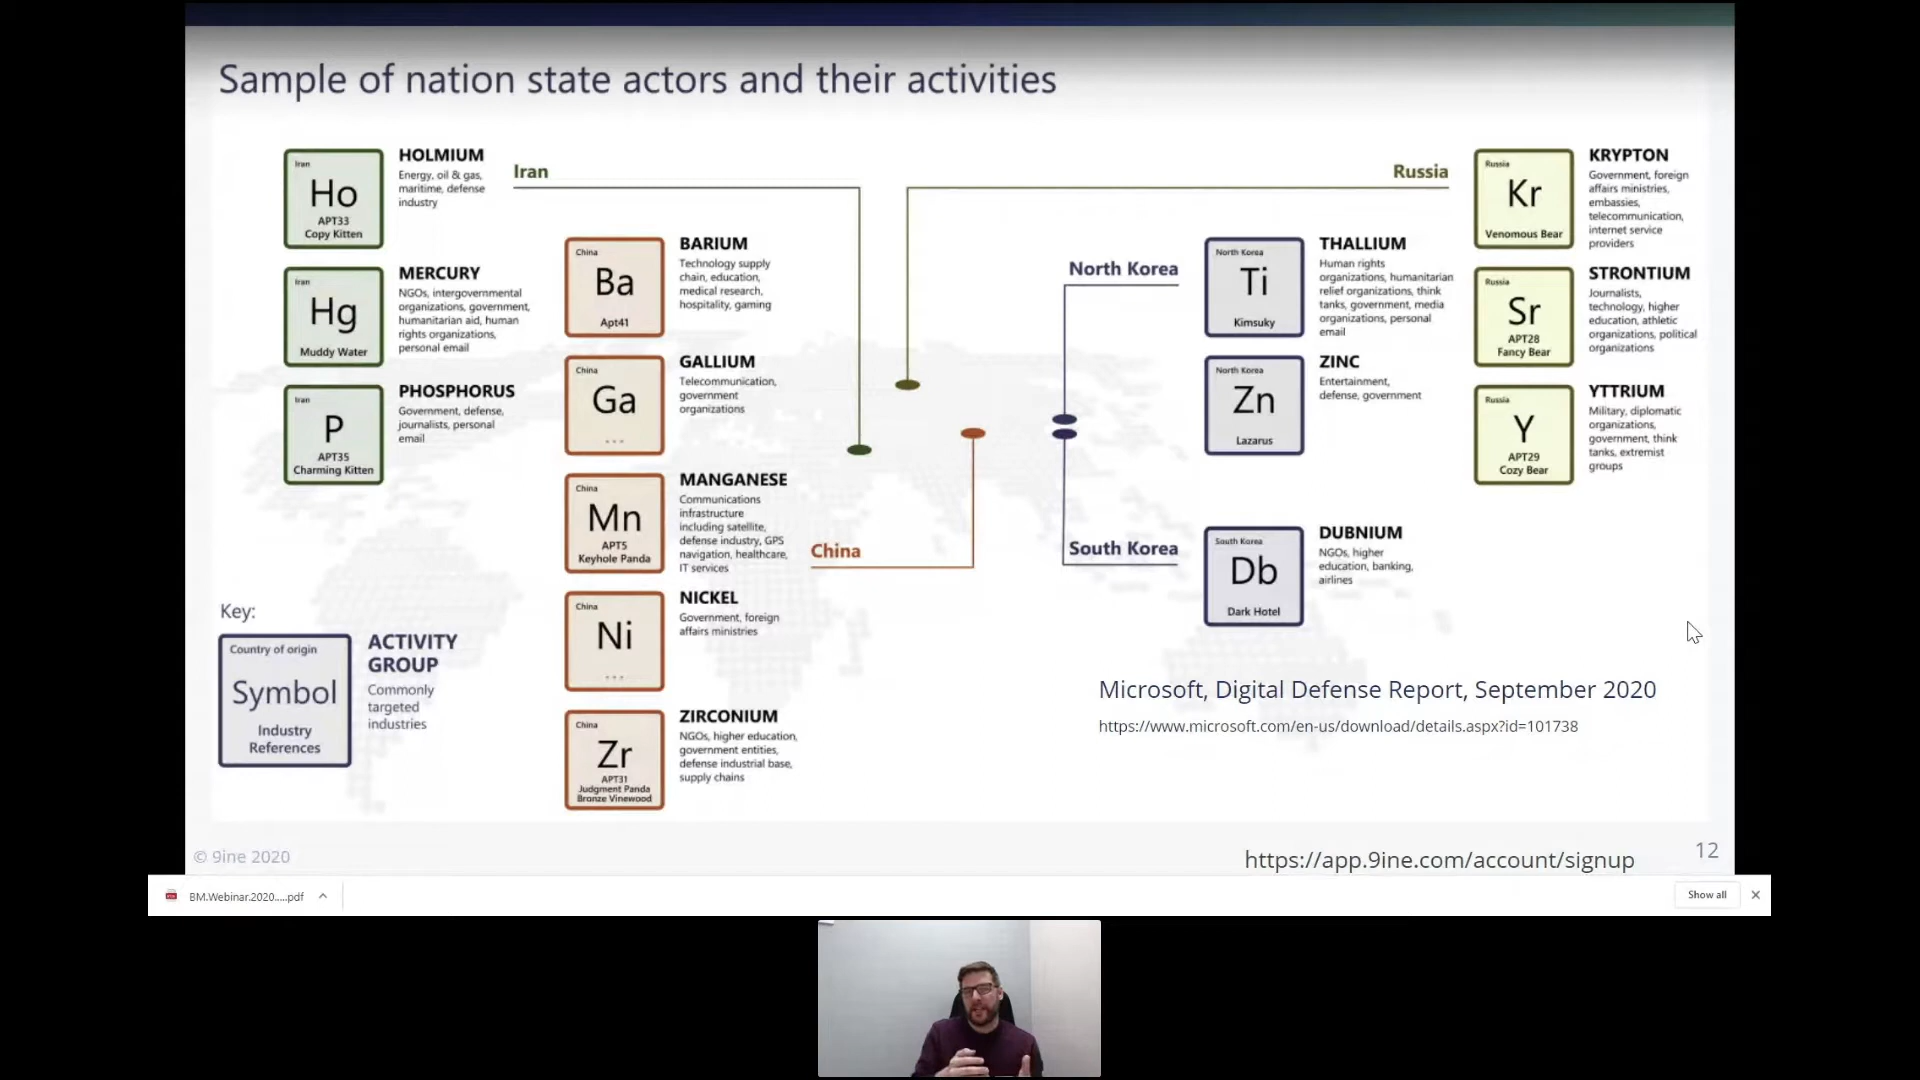 Sample of nation state actors and their activities
Iran
Ho
APT33
Copy Kitten
HOLMIUM
Energy, oil & gas,
maritime, defense
industry
Iran
Hg
Muddy Water
MERCURY
NGOs, intergovernmental
organizations, government,
humanitarian aid, human
rights organizations,
personal email
Iran
P
APT35
Charming Kitten
PHOSPHORUS
Government, defense,
journalists, personal
email
Iran
China
Ba
Apt41
BARIUM
Technology supply
chain, education,
medical research,
hospitality, gaming
China
Ga
...
GALLIUM
Telecommunication,
government
organizations
China
Mn
APT5
Keyhole Panda
MANGANESE
Communications
infrastructure
including satellite,
defense industry, GPS
navigation, healthcare,
IT services
China
Ni
...
NICKEL
Government, foreign
affairs ministries
China
Zr
APT31
Judgment Panda
Bronze Vinewood
ZIRCONIUM
NGOs, higher education,
government entities,
defense industrial base,
supply chains
China
Russia
North Korea
South Korea
North Korea
Ti
Kimsuky
THALLIUM
Human rights
organizations, humanitarian
relief organizations, think
tanks, government, media
organizations, personal
email
North Korea
Zn
Lazarus
ZINC
Entertainment,
defense, government
South Korea
Db
Dark Hotel
DUBNIUM
NGOs, higher
education, banking,
airlines
Russia
Kr
Venomous Bear
KRYPTON
Government, foreign
affairs ministries,
embassies,
telecommunication,
internet service
providers
Russia
Sr
APT28
Fancy Bear
STRONTIUM
Journalists,
technology, higher
education, athletic
organizations, political
organizations
Russia
Y
APT29
Cozy Bear
YTTRIUM
Military, diplomatic
organizations,
government, think
tanks, extremist
groups
Key:
Country of origin
Symbol
Industry
References
ACTIVITY
GROUP
Commonly
targeted
industries
Microsoft, Digital Defense Report, September 2020
https://www.microsoft.com/en-us/download/details.aspx?id=101738
© 9ine 2020
https://app.9ine.com/account/signup
12
BM.Webinar.2020.....pdf
Show all